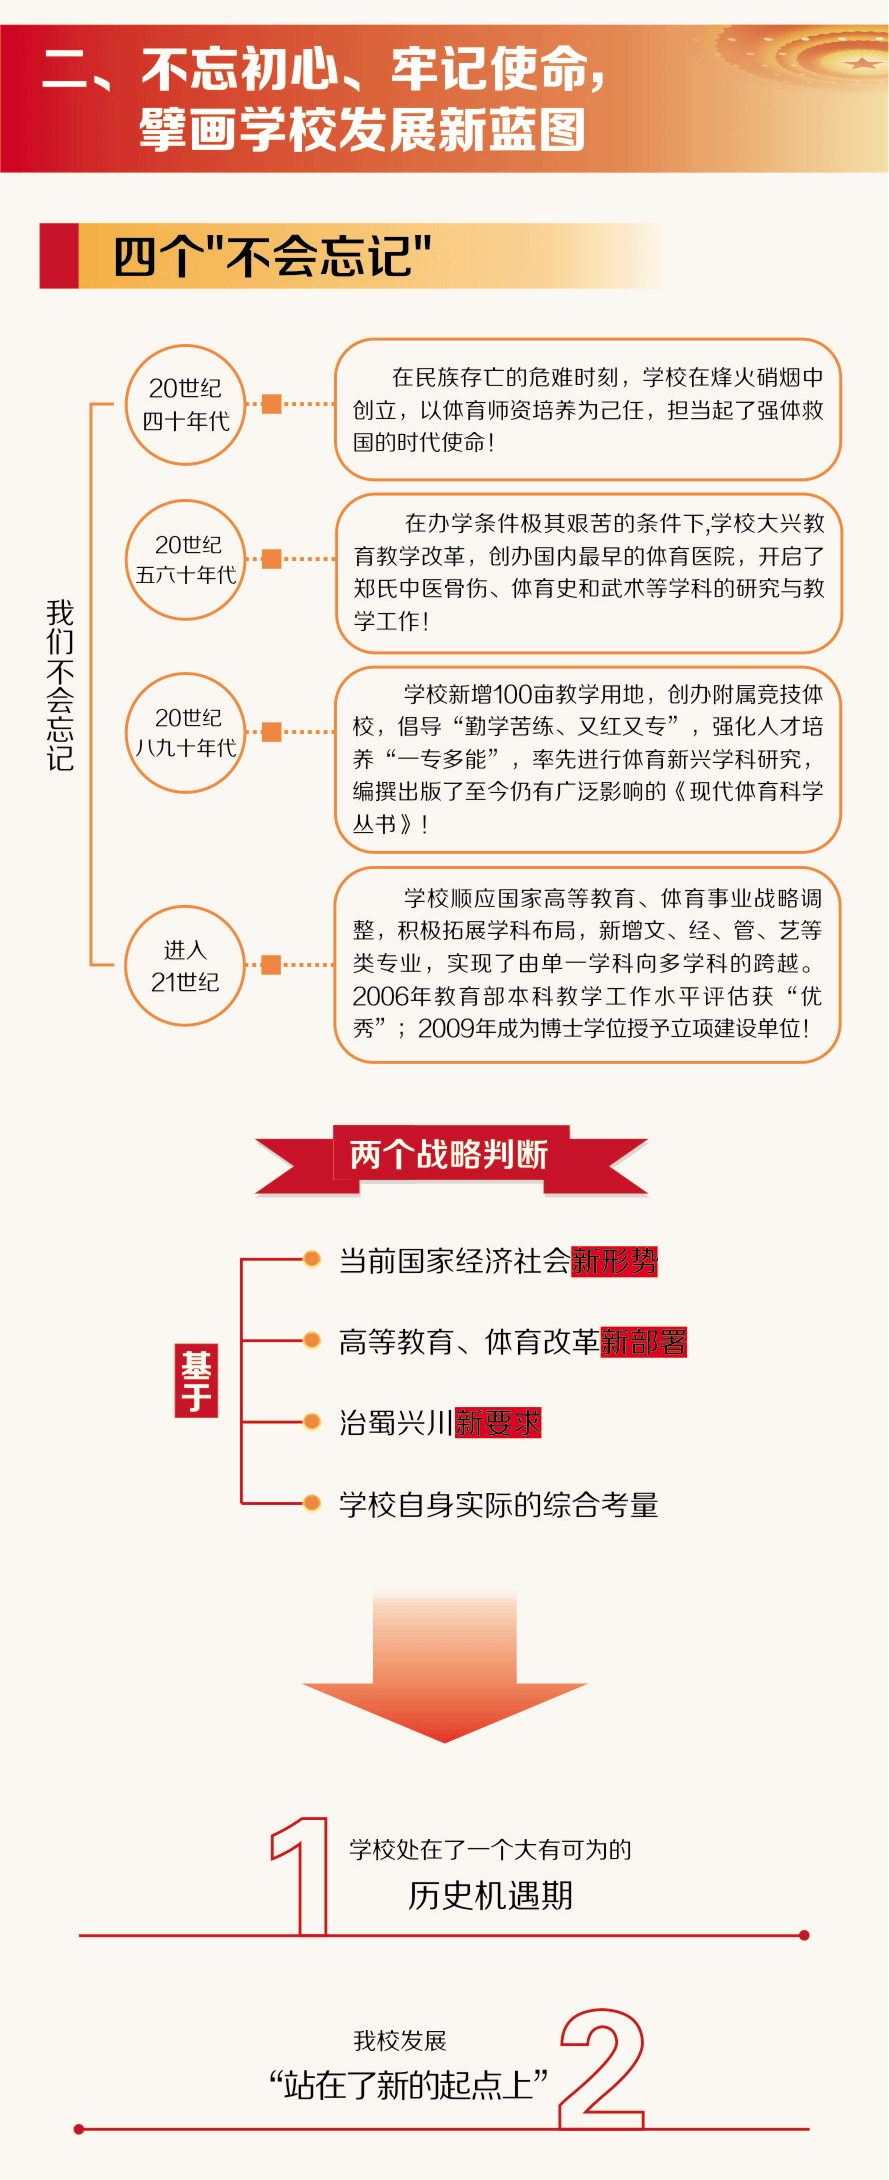 二、不忘初心、牢记使命，
擘画学校发展新蓝图
四个"不会忘记"
我们不会忘记
20世纪
四十年代
在民族存亡的危难时刻，学校在烽火硝烟中
创立，以体育师资培养为己任，担当起了强体救
国的时代使命！
20世纪
五六十年代
在办学条件极其艰苦的条件下,学校大兴教
育教学改革，创办国内最早的体育医院，开启了
郑氏中医骨伤、体育史和武术等学科的研究与教
学工作！
20世纪
八九十年代
学校新增100亩教学用地，创办附属竞技体
校，倡导“勤学苦练、又红又专”，强化人才培
养“一专多能”，率先进行体育新兴学科研究，
编撰出版了至今仍有广泛影响的《现代体育科学
丛书》！
进入
21世纪
学校顺应国家高等教育、体育事业战略调
整，积极拓展学科布局，新增文、经、管、艺等
类专业，实现了由单一学科向多学科的跨越。
2006年教育部本科教学工作水平评估获“优
秀”；2009年成为博士学位授予立项建设单位！
两个战略判断
基于
当前国家经济社会新形势
高等教育、体育改革新部署
治蜀兴川新要求
学校自身实际的综合考量
1
学校处在了一个大有可为的
历史机遇期
我校发展
“站在了新的起点上”
2